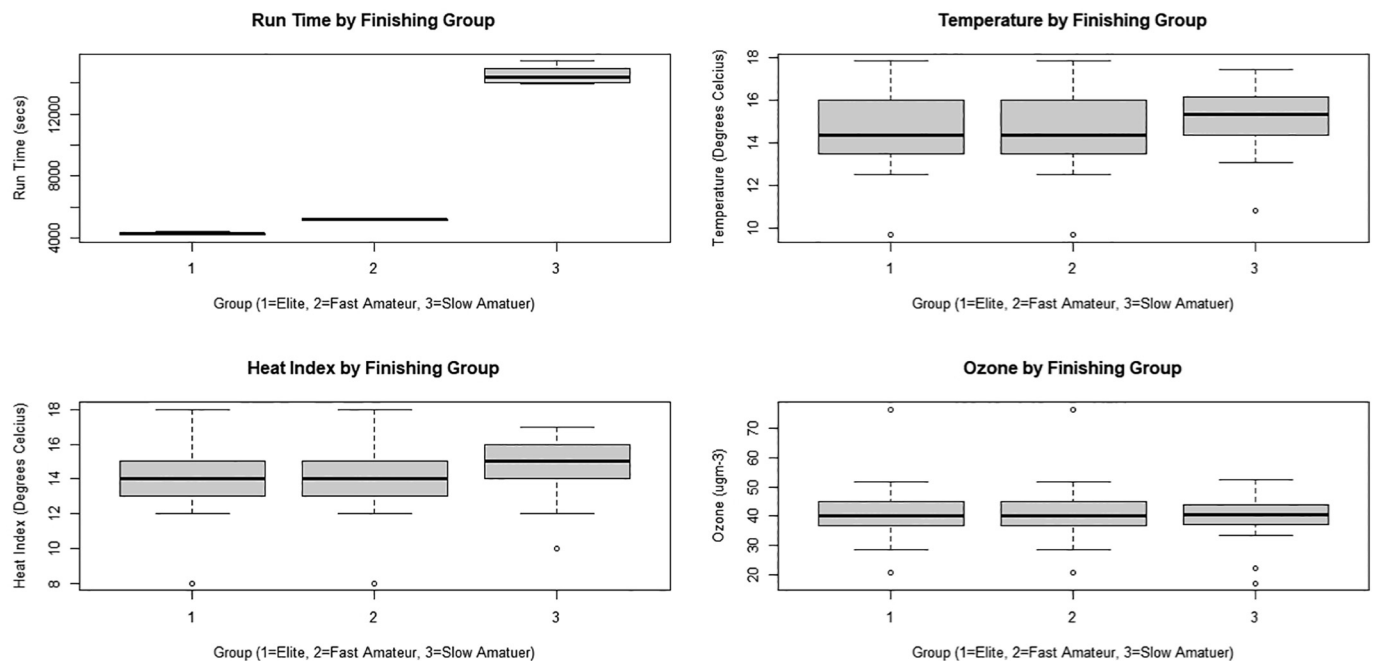 Run Time by Finishing Group
Run Time (secs)
12000
8000
4000
1 2 3
Group (1=Elite, 2=Fast Amateur, 3=Slow Amatuer)
Temperature by Finishing Group
Temperature (Degrees Celcius)
18
16
14
12
10
1 2 3
Group (1=Elite, 2=Fast Amateur, 3=Slow Amatuer)
Heat Index by Finishing Group
Heat Index (Degrees Celcius)
18
16
14
12
10
8
1 2 3
Group (1=Elite, 2=Fast Amateur, 3=Slow Amatuer)
Ozone by Finishing Group
Ozone (ugm-3)
70
60
50
40
30
20
1 2 3
Group (1=Elite, 2=Fast Amateur, 3=Slow Amatuer)